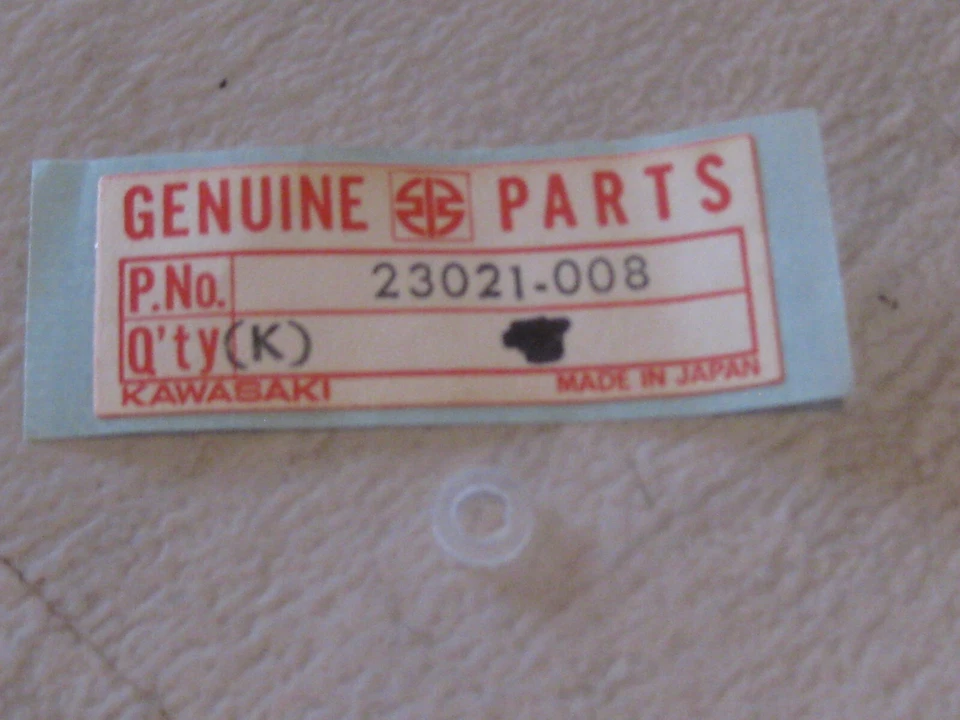 GENUINE PARTS
P.No. 23021-008
Q'ty (K)
KAWASAKI MADE IN JAPAN